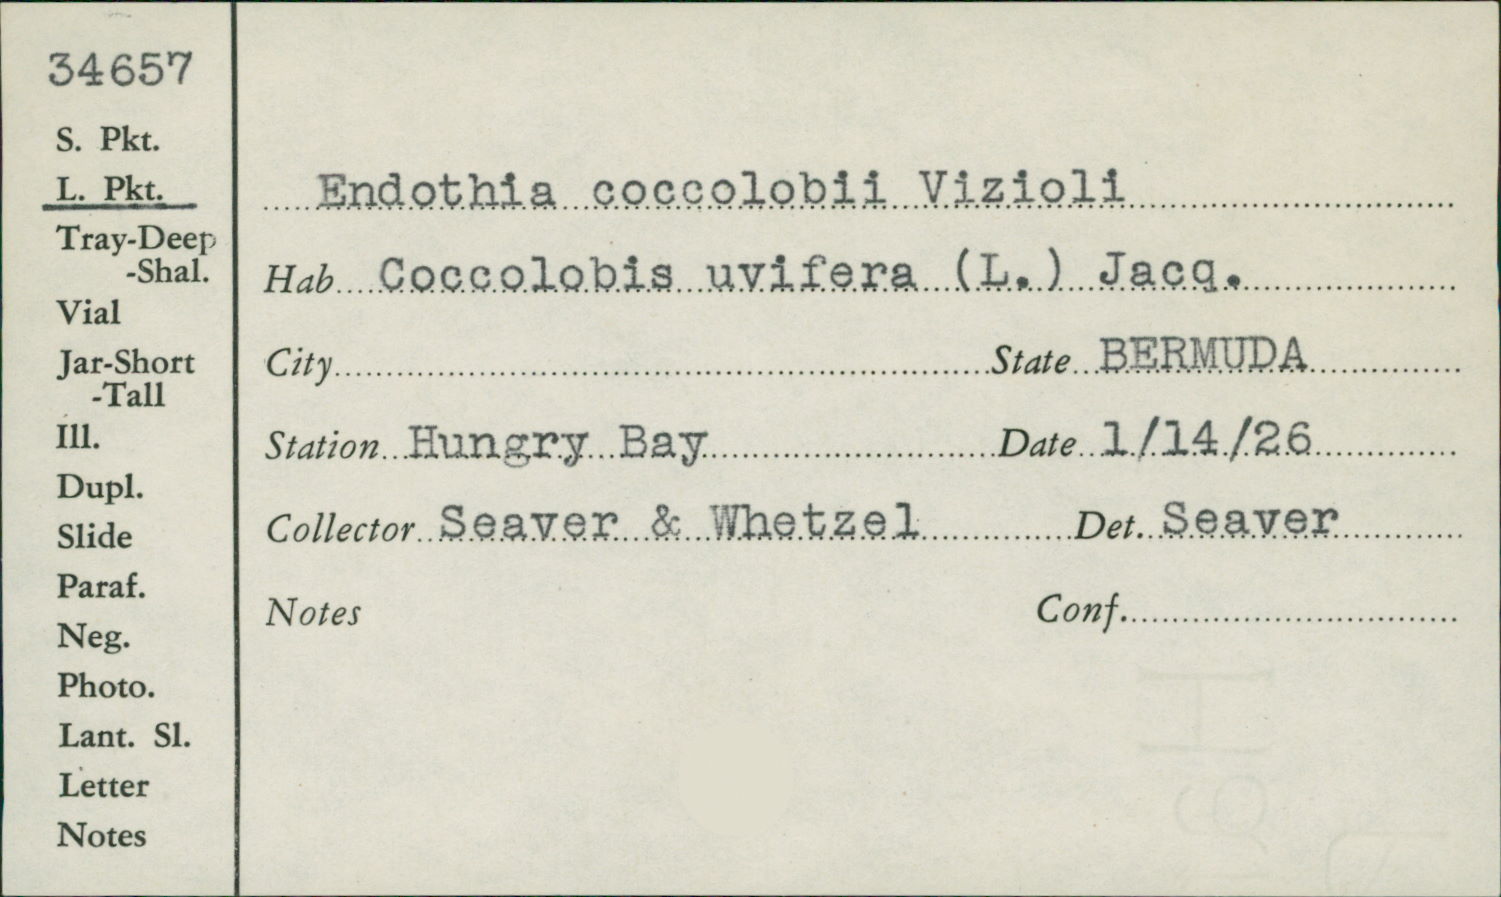 34657
S. Pkt.
L. Pkt.
Tray-Deep
-Shal.
Vial
Jar-Short
-Tall
Ill.
Dupl.
Slide
Paraf.
Neg.
Photo.
Lant. Sl.
Letter
Notes
Endothia coccolobii Vizioli
Hab Coccolobis uvifera (L.) Jacq.
City State BERMUDA
Station Hungry Bay Date 1/14/26
Collector Seaver & Whetzel Det. Seaver
Notes Conf.